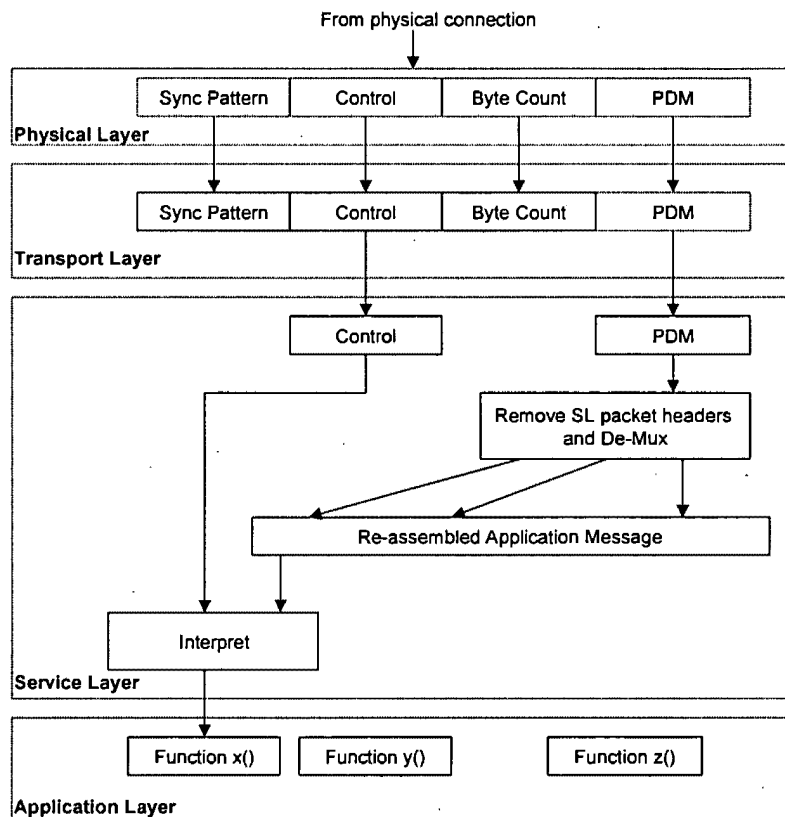 From physical connection
Sync Pattern
Control
Byte Count
PDM
Physical Layer
Sync Pattern
Control
Byte Count
PDM
Transport Layer
Control
PDM
Remove SL packet headers
and De-Mux
Re-assembled Application Message
Interpret
Service Layer
Function x()
Function y()
Function z()
Application Layer